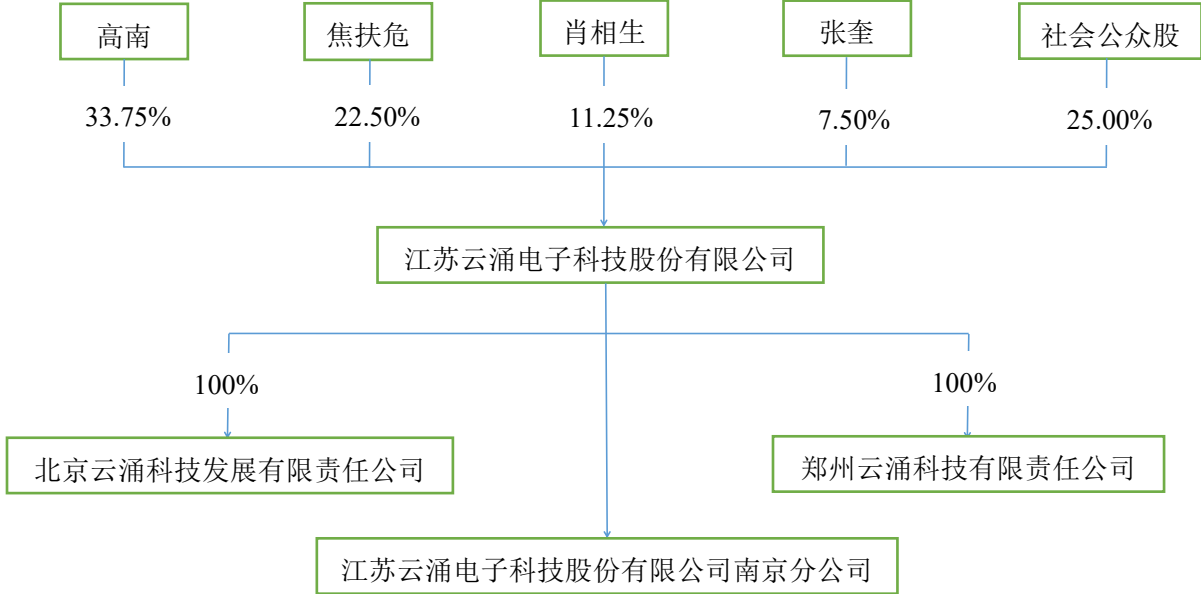 高南
焦扶危
肖相生
张奎
社会公众股
33.75%
22.50%
11.25%
7.50%
25.00%
江苏云涌电子科技股份有限公司
100%
100%
北京云涌科技发展有限责任公司
郑州云涌科技有限责任公司
江苏云涌电子科技股份有限公司南京分公司